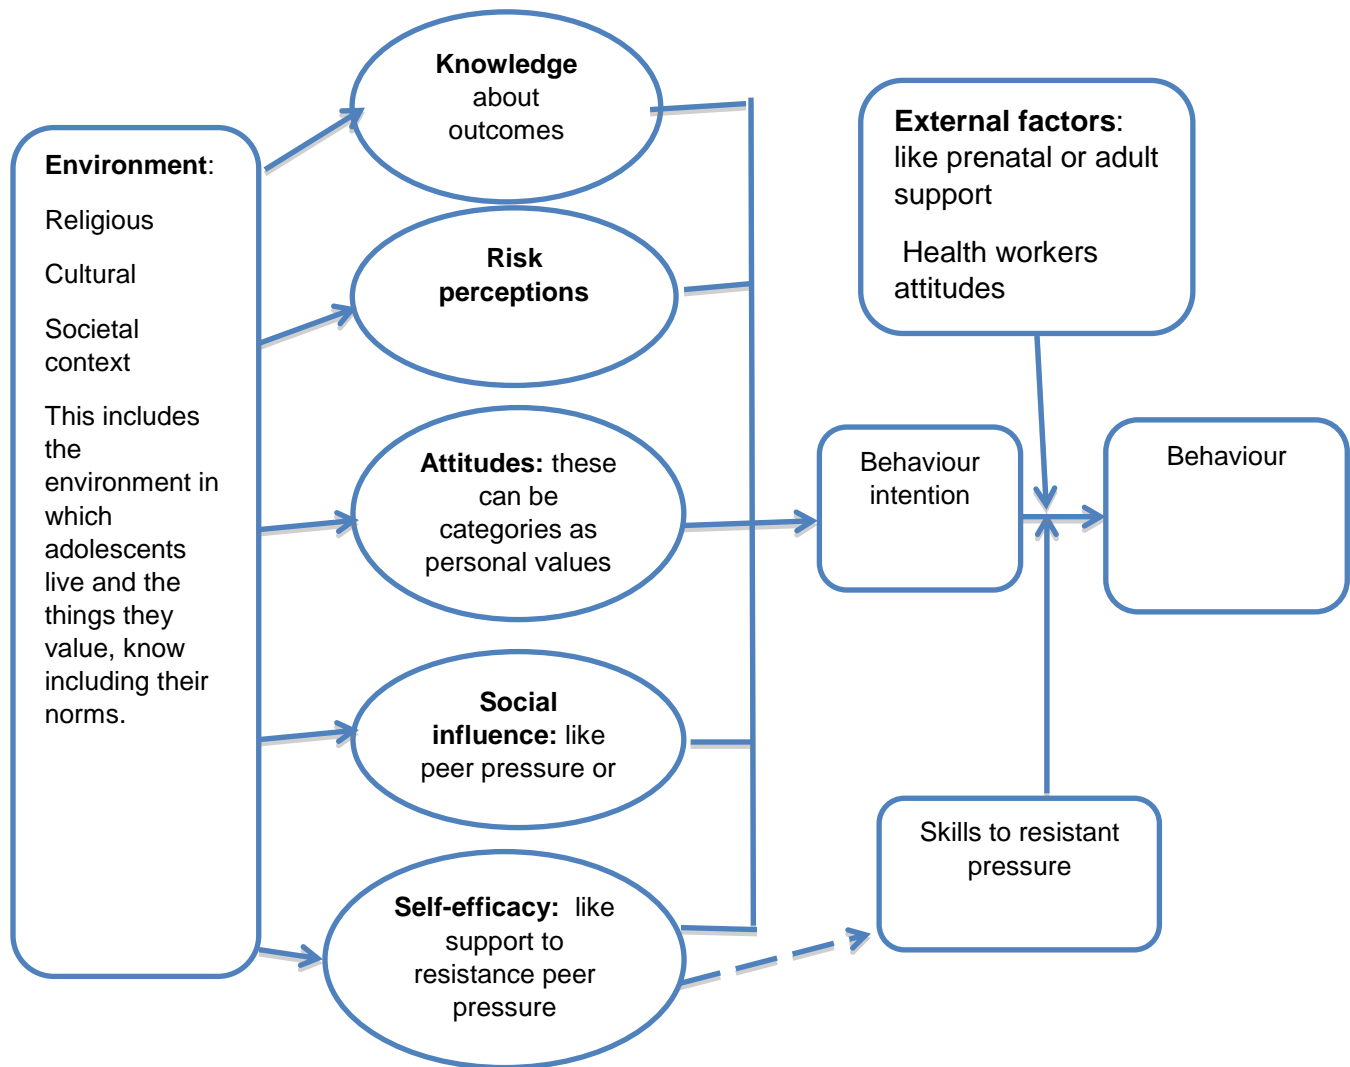 Environment:
Religious
Cultural
Societal
context
This includes
the
environment in
which
adolescents
live and the
things they
value, know
including their
norms.
Knowledge
about
outcomes
Risk
perceptions
Attitudes: these
can be
categories as
personal values
Social
influence: like
peer pressure or
Self-efficacy: like
support to
resistance peer
pressure
External factors:
like prenatal or adult
support
Health workers
attitudes
Behaviour
intention
Behaviour
Skills to resistant
pressure